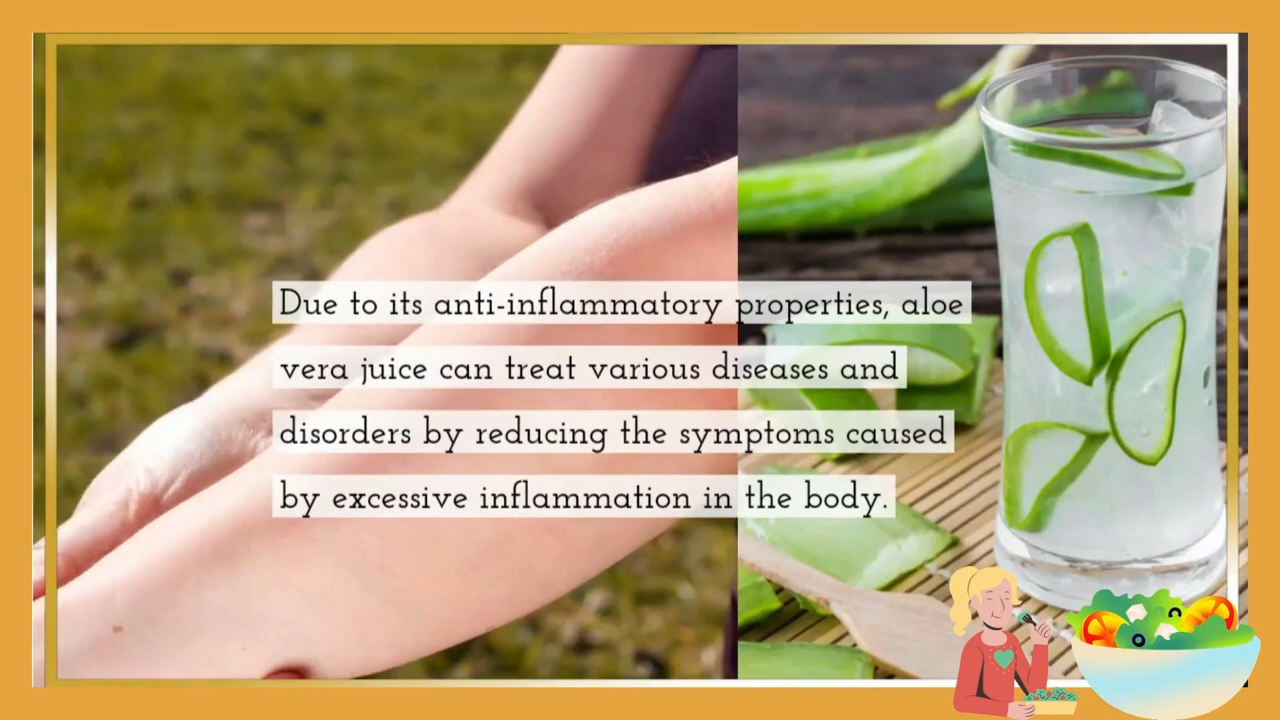 Due to its anti-inflammatory properties, aloe
vera juice can treat various diseases and
disorders by reducing the symptoms caused
by excessive inflammation in the body.